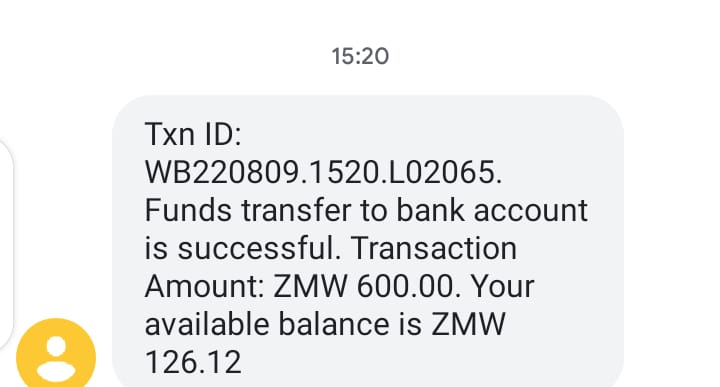 15:20
Txn ID:
WB220809.1520.L02065.
Funds transfer to bank account
is successful. Transaction
Amount: ZMW 600.00. Your
available balance is ZMW
126.12